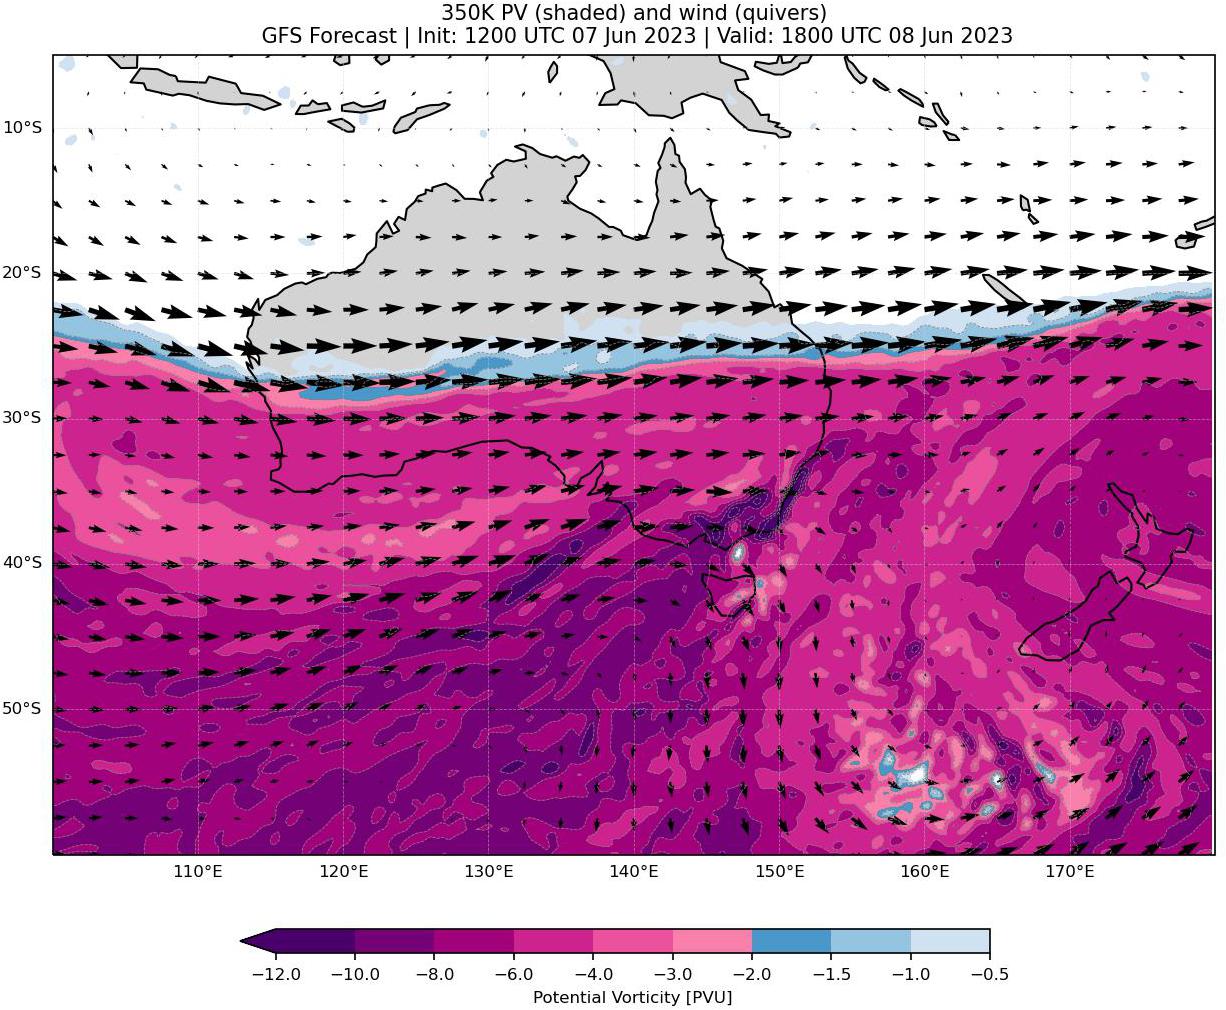 350K PV (shaded) and wind (quivers)
GFS Forecast | Init: 1200 UTC 07 Jun 2023 | Valid: 1800 UTC 08 Jun 2023
10°S
20°S
30°S
40°S
50°S
110°E 120°E 130°E 140°E 150°E 160°E 170°E
−12.0 −10.0 −8.0 −6.0 −4.0 −3.0 −2.0 −1.5 −1.0 −0.5
Potential Vorticity [PVU]